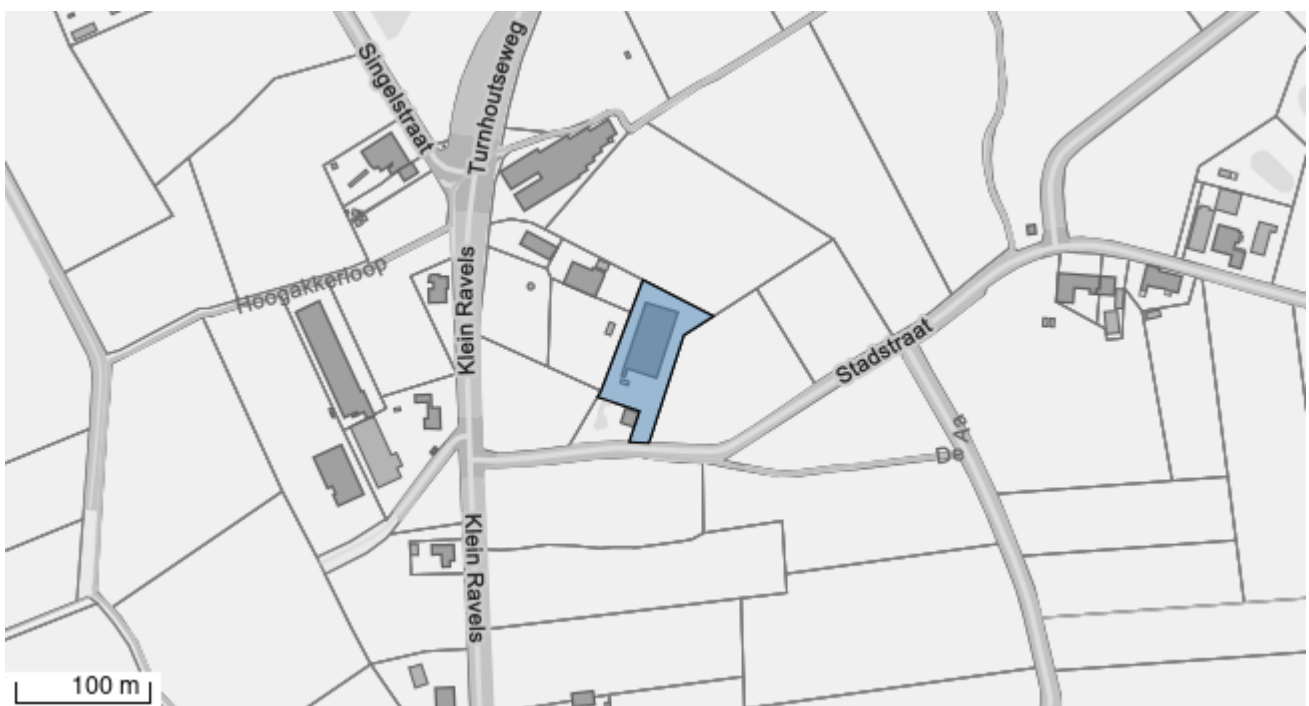 Singelstraat
Turnhoutseweg
Hoogakkerloop
Klein Ravels
Stadstraat
De Aa
Klein Ravels
100 m